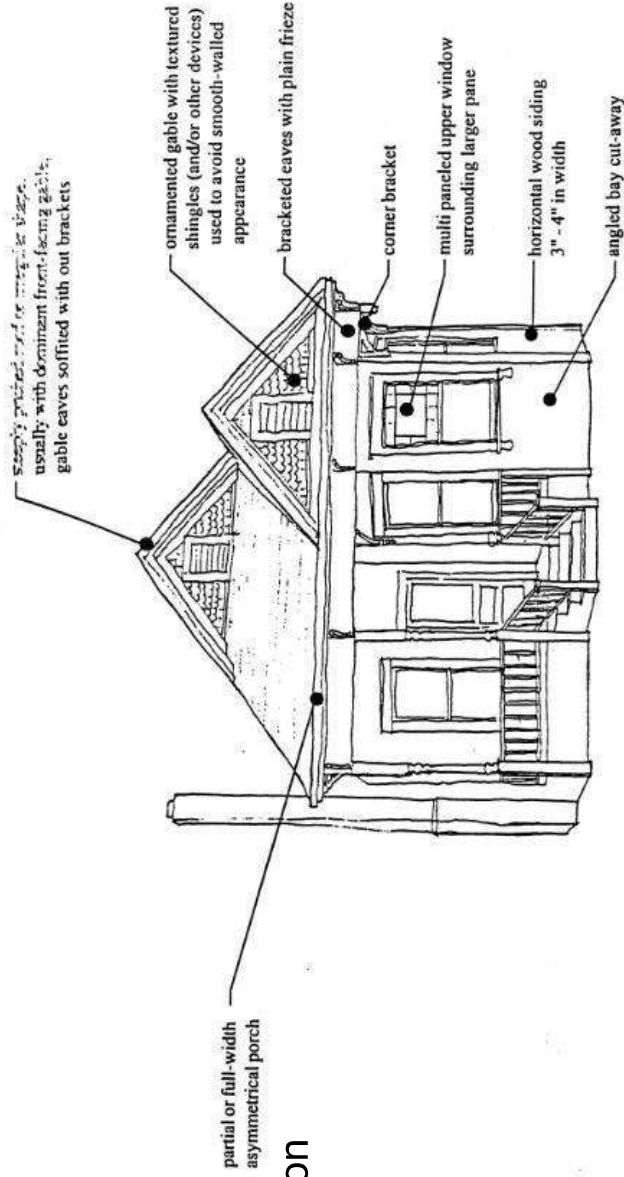 usually with dominant front-facing gable,
gable eaves soffited with out brackets
ornamented gable with textured
shingles (and/or other devices)
used to avoid smooth-walled
appearance
bracketed eaves with plain frieze
corner bracket
multi paneled upper window
surrounding larger pane
horizontal wood siding
3" - 4" in width
angled bay cut-away
partial or full-width
asymmetrical porch
on